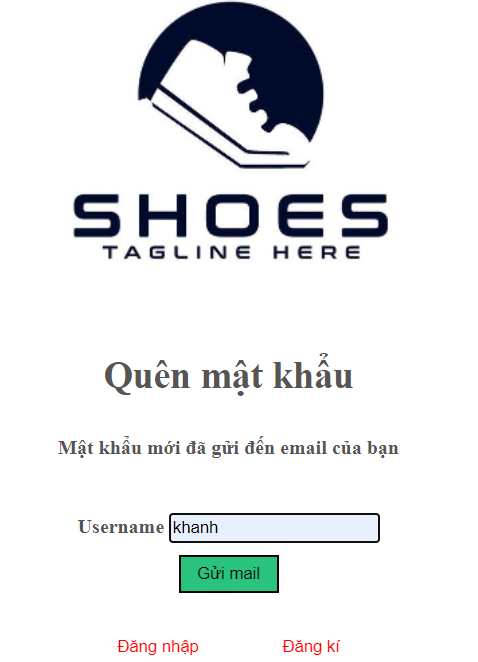 SHOES
TAGLINE HERE
Quên mật khẩu
Mật khẩu mới đã gửi đến email của bạn
Username khanh
Gửi mail
Đăng nhập Đăng kí